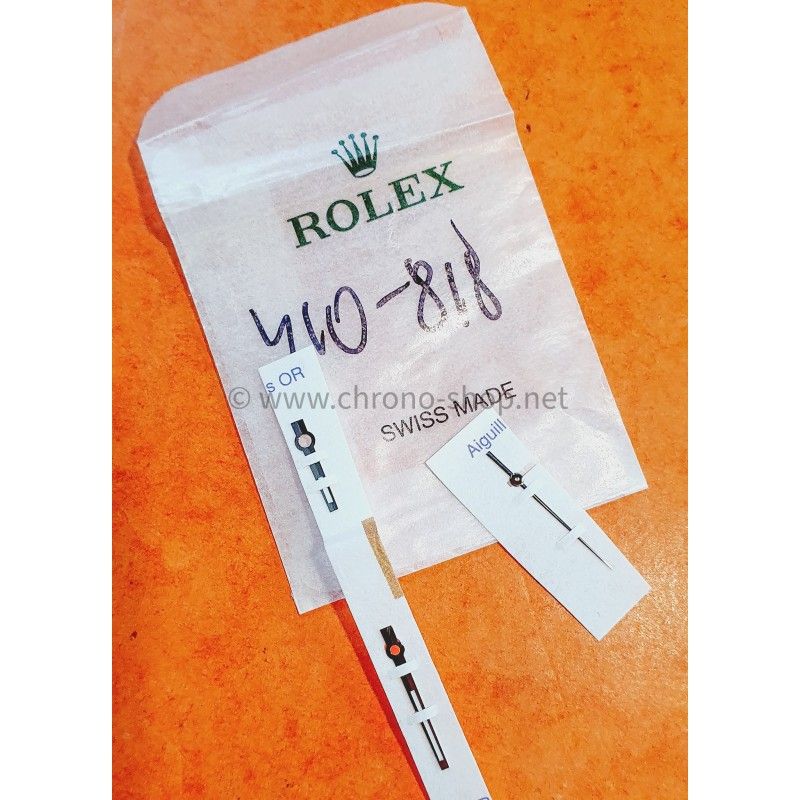 ROLEX
410-818
s OR
© www.chrono-shop.net
SWISS MADE
Aiguill